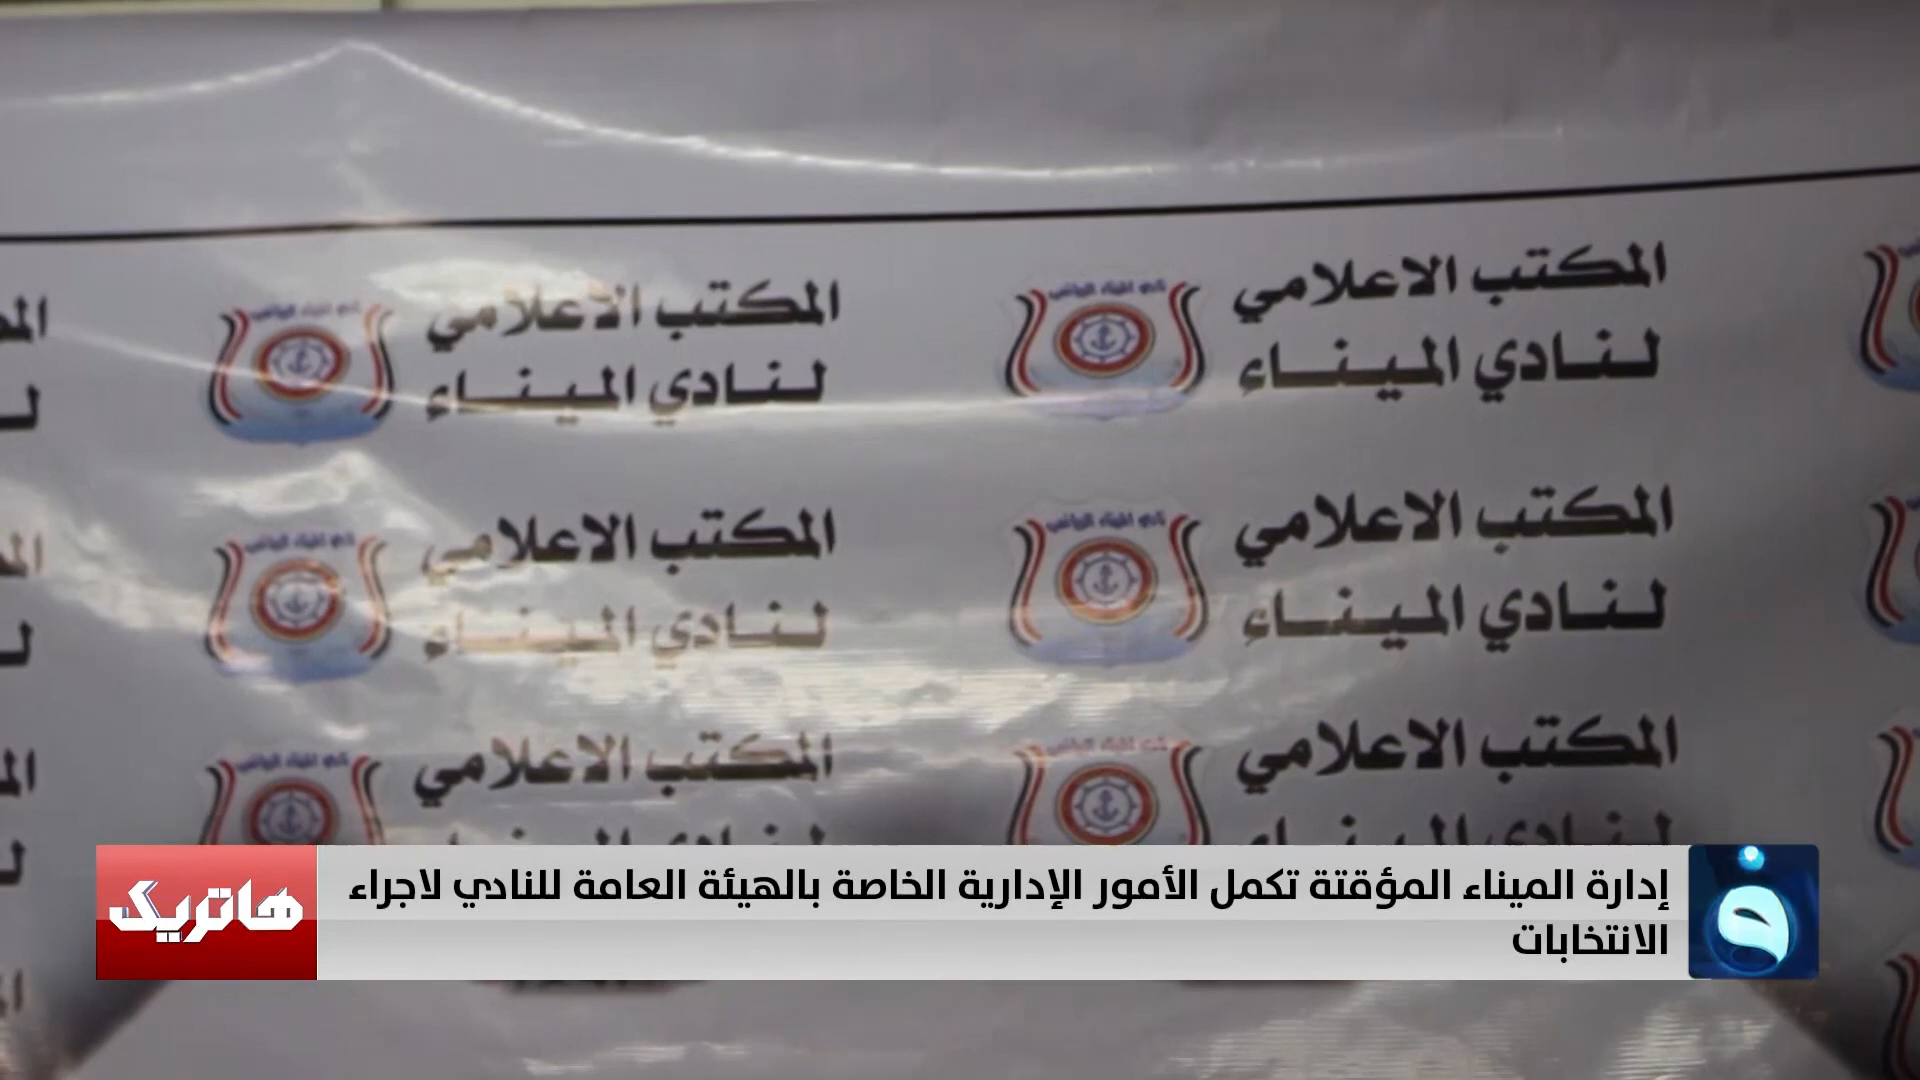 المكتب الاعلامي
لنادي الميناء
المكتب الاعلامي
لنادي الميناء
المكتب الاعلامي
لنادي الميناء
المكتب الاعلامي
لنادي الميناء
المكتب الاعلامي
المكتب الاعلامي
إدارة الميناء المؤقتة تكمل الأمور الإدارية الخاصة بالهيئة العامة للنادي لاجراء
الانتخابات
هاتريك